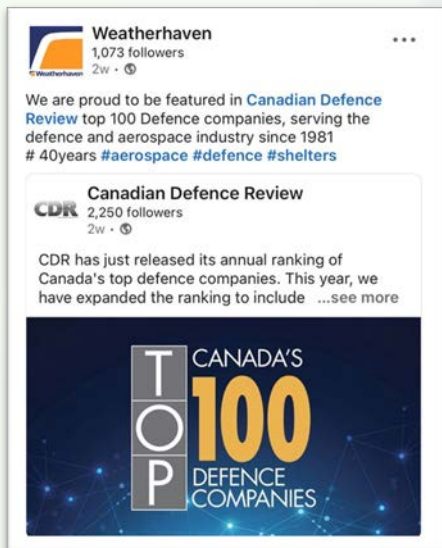 Weatherhaven
1,073 followers
2w •
Weatherhaven
We are proud to be featured in Canadian Defence
Review top 100 Defence companies, serving the
defence and aerospace industry since 1981
# 40years #aerospace #defence #shelters
CDR
Canadian Defence Review
2,250 followers
2w •
CDR has just released its annual ranking of
Canada's top defence companies. This year, we
have expanded the ranking to include ...see more
TOP
CANADA'S
100
DEFENCE
COMPANIES